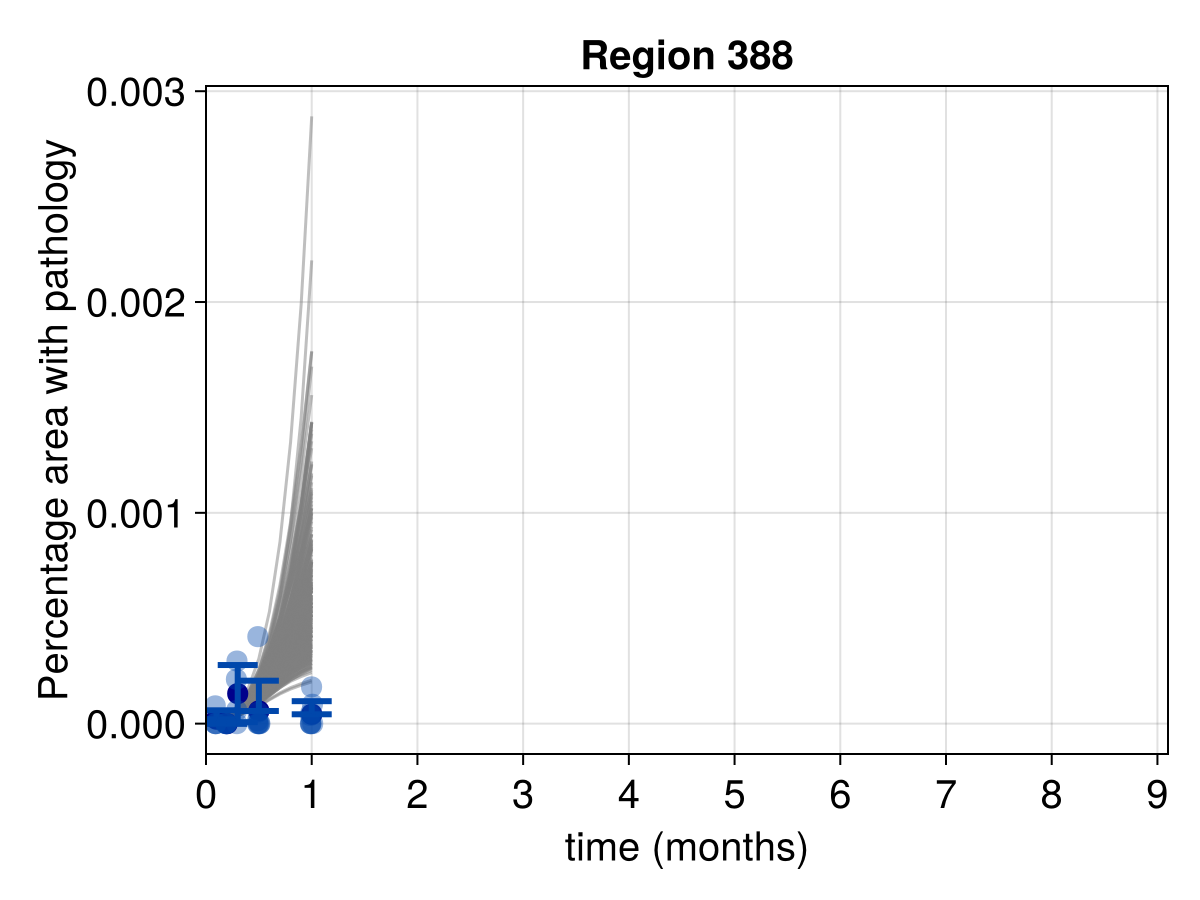 Region 388
Percentage area with pathology
0.003
0.002
0.001
0.000
0 1 2 3 4 5 6 7 8 9
time (months)